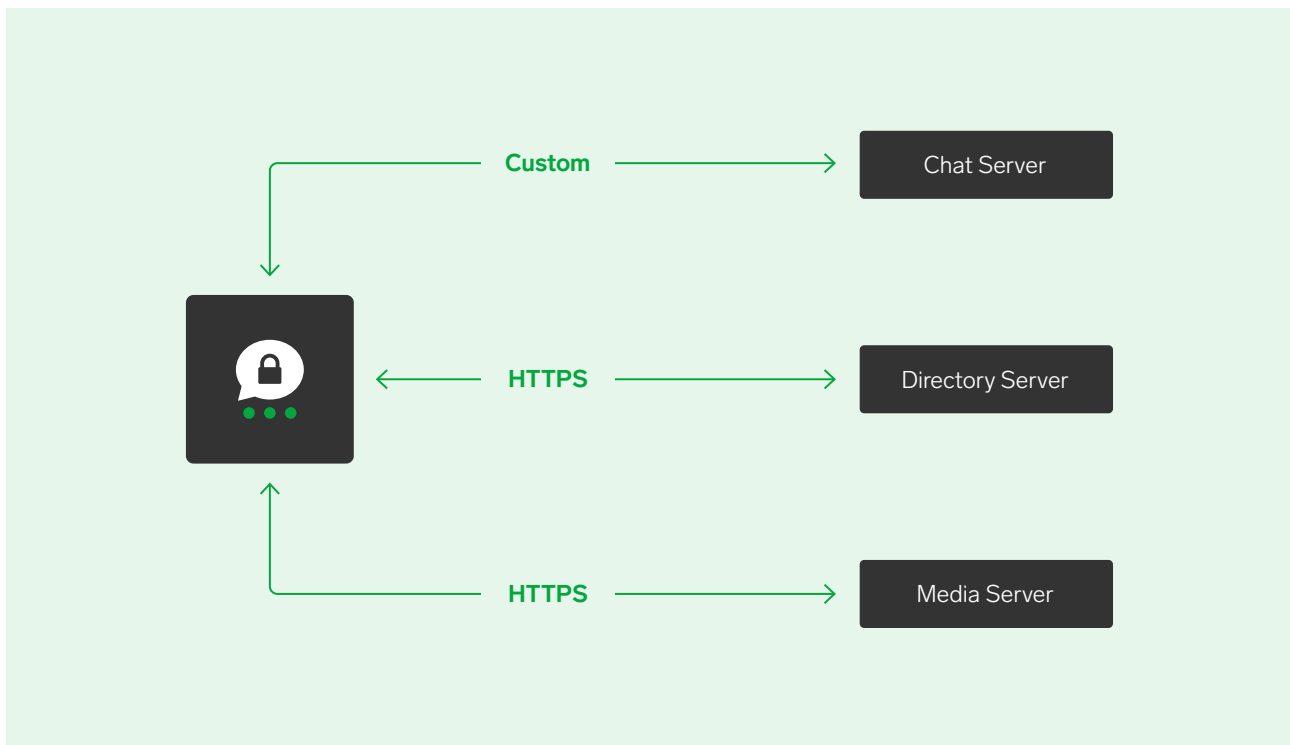 Custom
Chat Server
HTTPS
Directory Server
HTTPS
Media Server